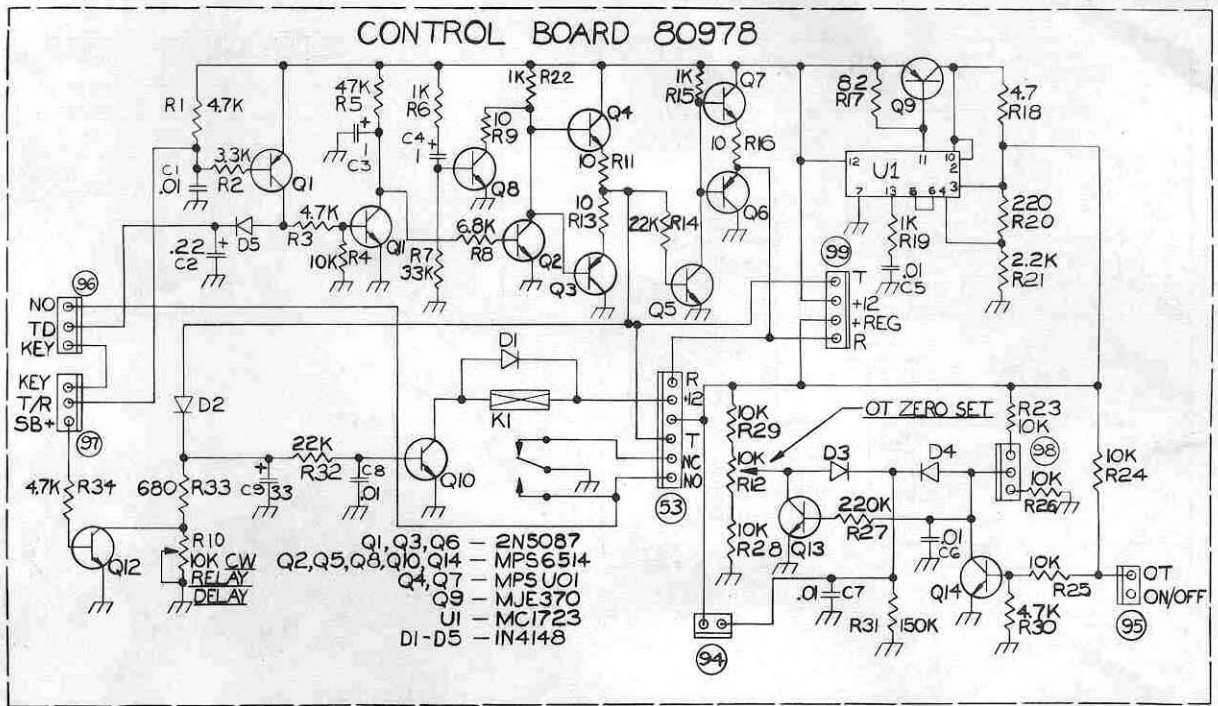 CONTROL BOARD 80978
R1
4.7K
3.3K
R2
C1
.01
Q1
47K
R5
+
1
C3
1K
R6
C4
+
1
10
R9
Q8
1K
R22
Q4
10
R11
10
R13
22K
R14
1K
R15
Q7
10
R16
Q6
82
R17
Q9
4.7
R18
12
U1
11
10
2
3
7
13
5
6
4
1K
R19
.01
C5
220
R20
2.2K
R21
.22
C2
+
D5
4.7K
R3
R4
10K
Q11
R7
33K
6.8K
R8
Q2
Q3
Q5
96
NO
TD
KEY
KEY
T/R
SB+
97
99
T
+12
+REG
R
D2
D1
K1
R
+12
T
NC
NO
53
4.7K
R34
680
R33
+
C9
33
22K
R32
C8
.01
Q10
10K
R29
10K
R12
10K
R28
OT ZERO SET
D3
D4
R23
10K
98
10K
R26
10K
R24
Q12
R10
10K CW
RELAY
DELAY
220K
R27
Q13
.01
C6
Q14
10K
R25
4.7K
R30
OT
ON/OFF
95
.01
C7
R31
150K
94
Q1,Q3,Q6 – 2N5087
Q2,Q5,Q8,Q10,Q14 – MPS6514
Q4,Q7 – MPSU01
Q9 – MJE370
U1 – MC1723
D1-D5 – IN4148